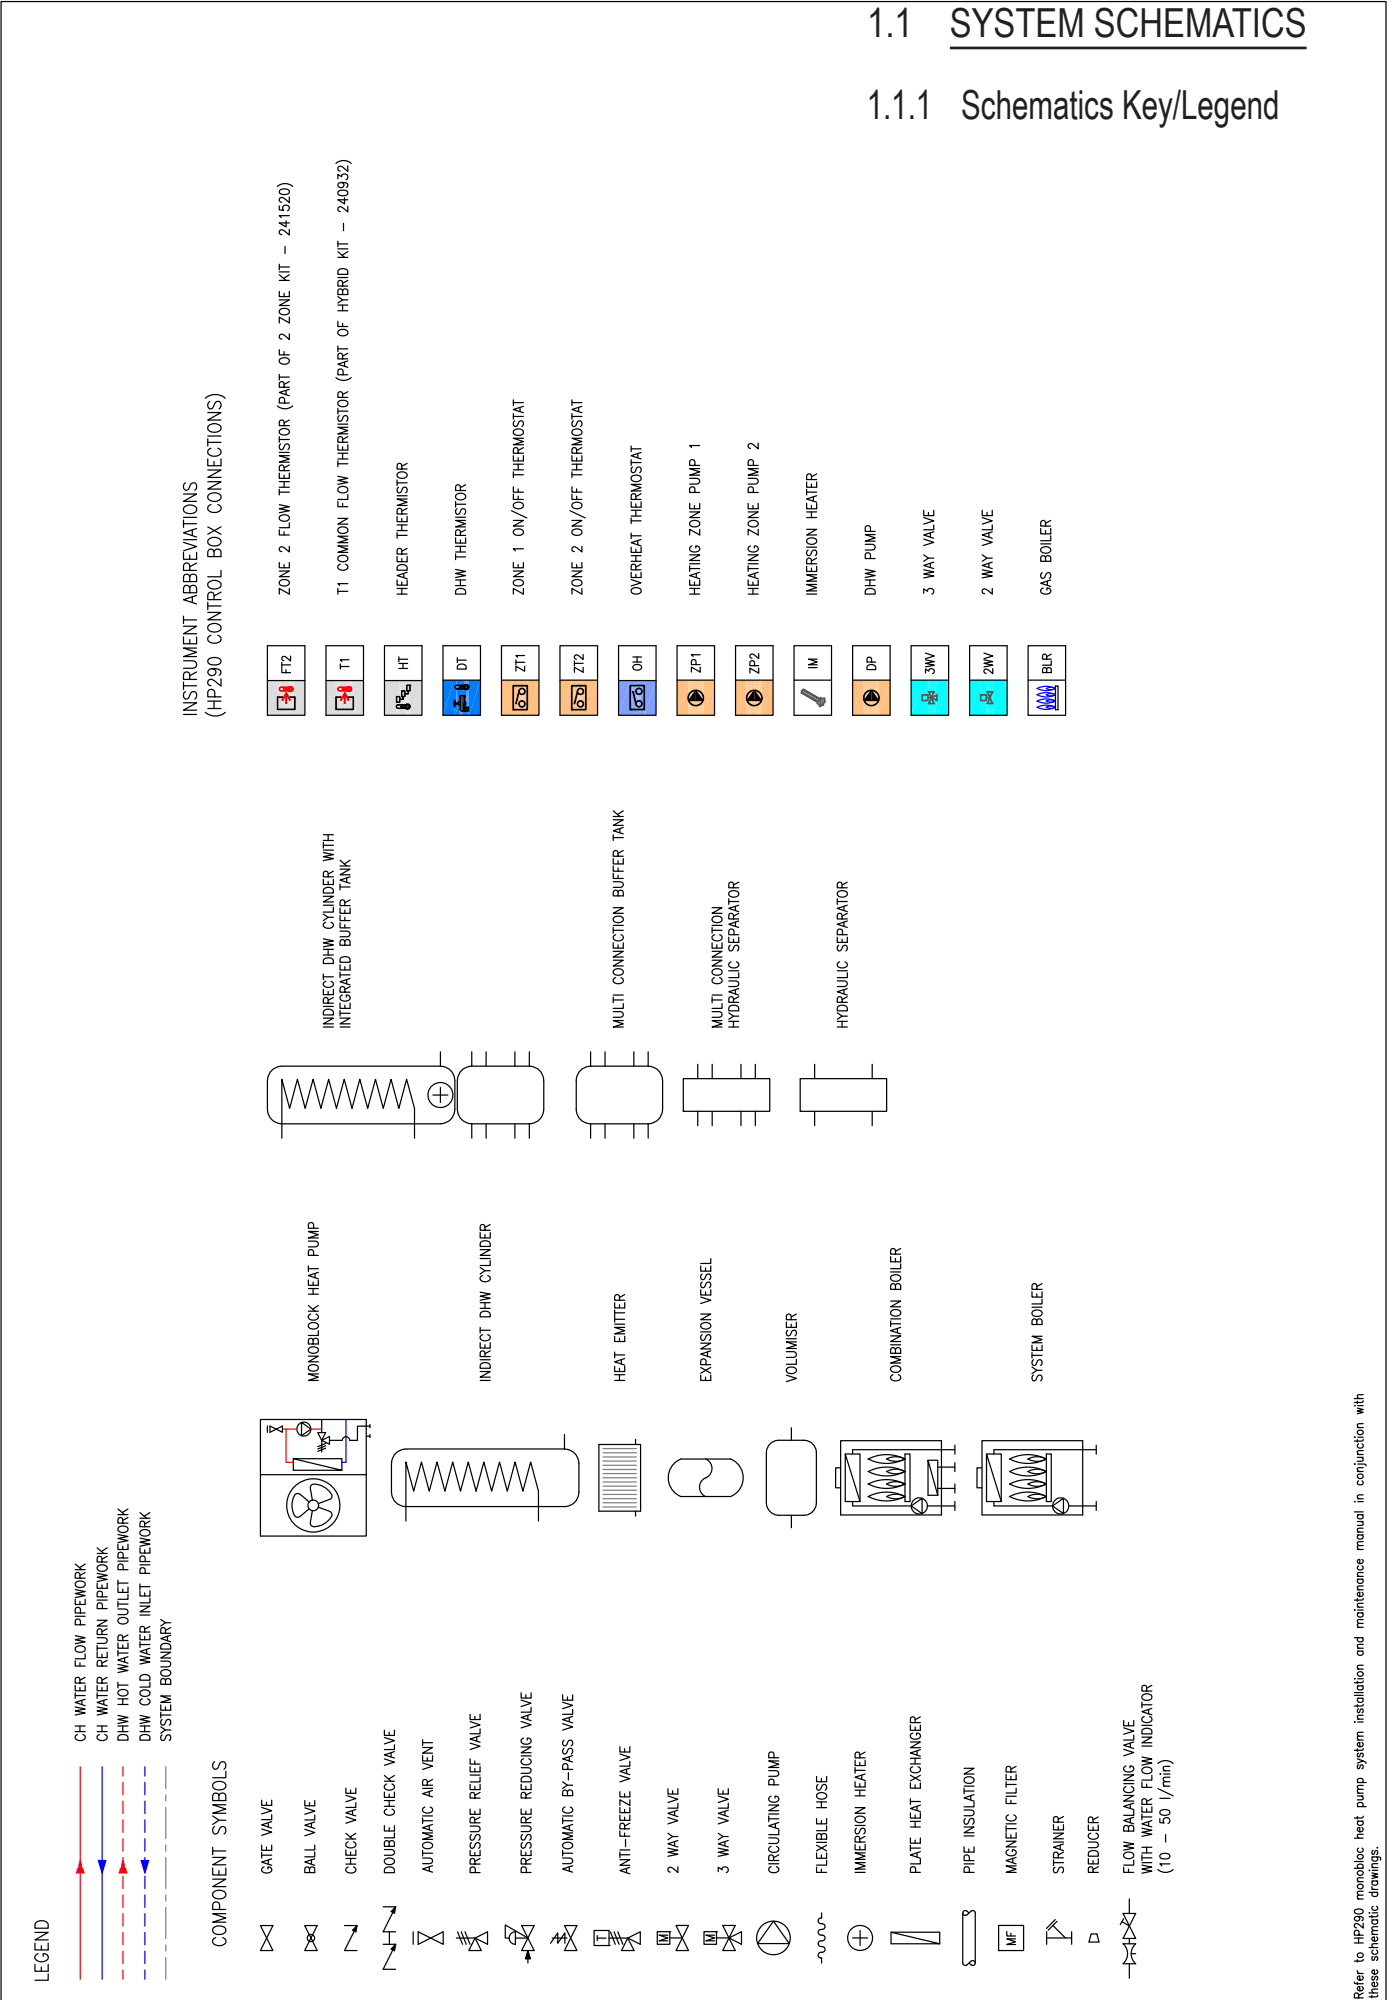 1.1 SYSTEM SCHEMATICS
1.1.1 Schematics Key/Legend
LEGEND
CH WATER FLOW PIPEWORK
CH WATER RETURN PIPEWORK
DHW HOT WATER OUTLET PIPEWORK
DHW COLD WATER INLET PIPEWORK
SYSTEM BOUNDARY
COMPONENT SYMBOLS
GATE VALVE
BALL VALVE
CHECK VALVE
DOUBLE CHECK VALVE
AUTOMATIC AIR VENT
PRESSURE RELIEF VALVE
PRESSURE REDUCING VALVE
AUTOMATIC BY-PASS VALVE
T ANTI-FREEZE VALVE
M 2 WAY VALVE
M 3 WAY VALVE
CIRCULATING PUMP
FLEXIBLE HOSE
IMMERSION HEATER
PLATE HEAT EXCHANGER
PIPE INSULATION
MF MAGNETIC FILTER
STRAINER
REDUCER
FLOW BALANCING VALVE
WITH WATER FLOW INDICATOR
(10 - 50 l/min)
MONOBLOCK HEAT PUMP
INDIRECT DHW CYLINDER
HEAT EMITTER
EXPANSION VESSEL
VOLUMISER
COMBINATION BOILER
SYSTEM BOILER
INDIRECT DHW CYLINDER WITH
INTEGRATED BUFFER TANK
MULTI CONNECTION BUFFER TANK
MULTI CONNECTION
HYDRAULIC SEPARATOR
HYDRAULIC SEPARATOR
INSTRUMENT ABBREVIATIONS
(HP290 CONTROL BOX CONNECTIONS)
FT2 ZONE 2 FLOW THERMISTOR (PART OF 2 ZONE KIT - 241520)
T1 T1 COMMON FLOW THERMISTOR (PART OF HYBRID KIT - 240932)
HT HEADER THERMISTOR
DT DHW THERMISTOR
ZT1 ZONE 1 ON/OFF THERMOSTAT
ZT2 ZONE 2 ON/OFF THERMOSTAT
OH OVERHEAT THERMOSTAT
ZP1 HEATING ZONE PUMP 1
ZP2 HEATING ZONE PUMP 2
IM IMMERSION HEATER
DP DHW PUMP
3WV 3 WAY VALVE
2WV 2 WAY VALVE
BLR GAS BOILER
Refer to HP290 monobloc heat pump system installation and maintenance manual in conjunction with
these schematic drawings.